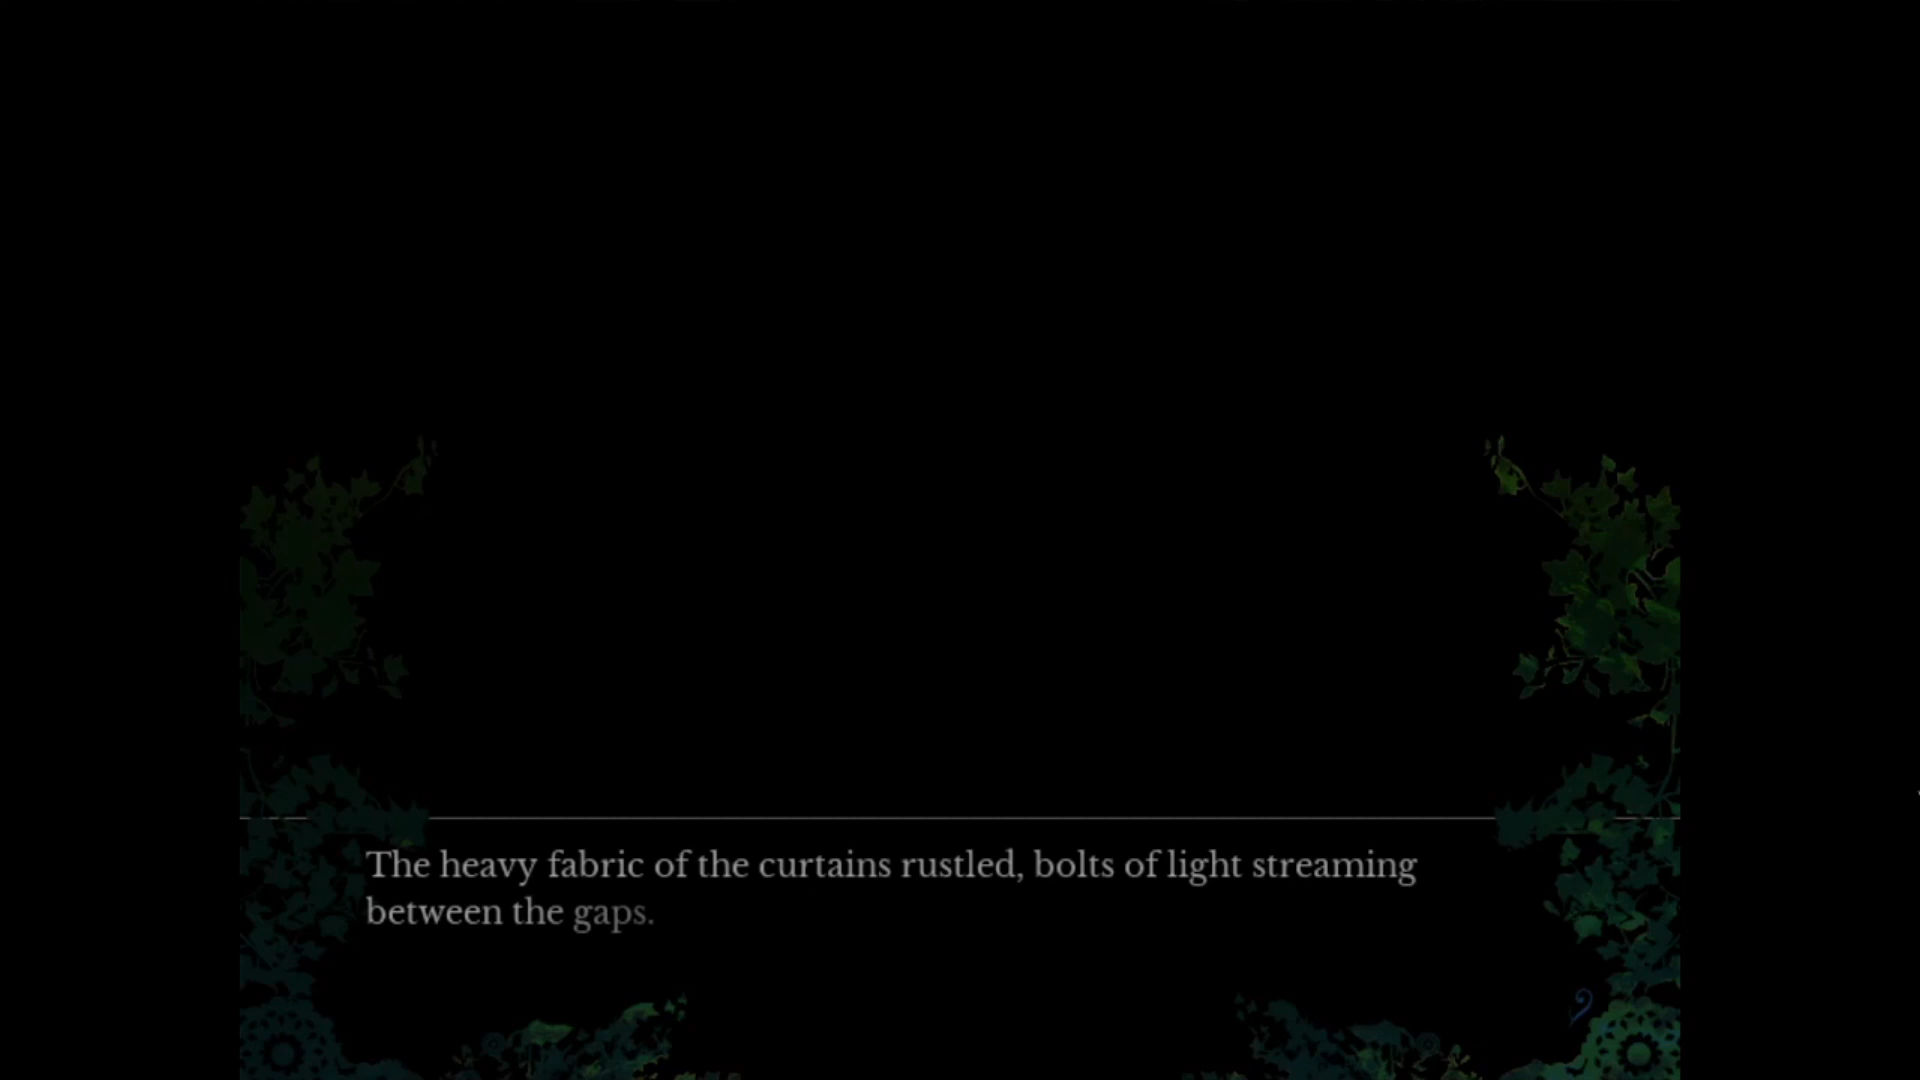 The heavy fabric of the curtains rustled, bolts of light streaming
between the gaps.